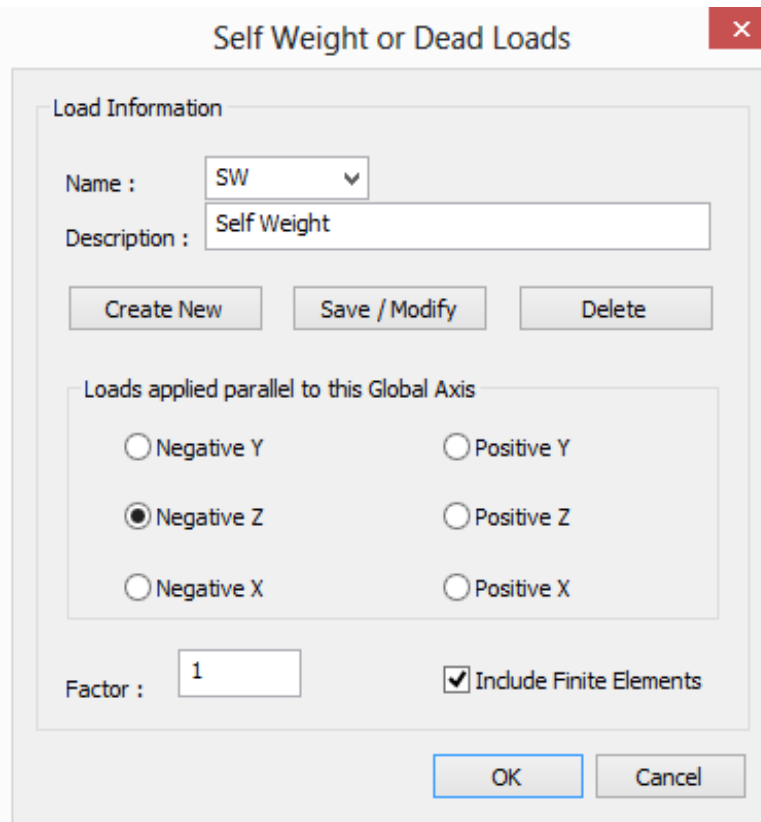 Self Weight or Dead Loads
Load Information
Name : SW
Description : Self Weight
Create New Save / Modify Delete
Loads applied parallel to this Global Axis
Negative Y Positive Y
Negative Z Positive Z
Negative X Positive X
Factor : 1 Include Finite Elements
OK Cancel